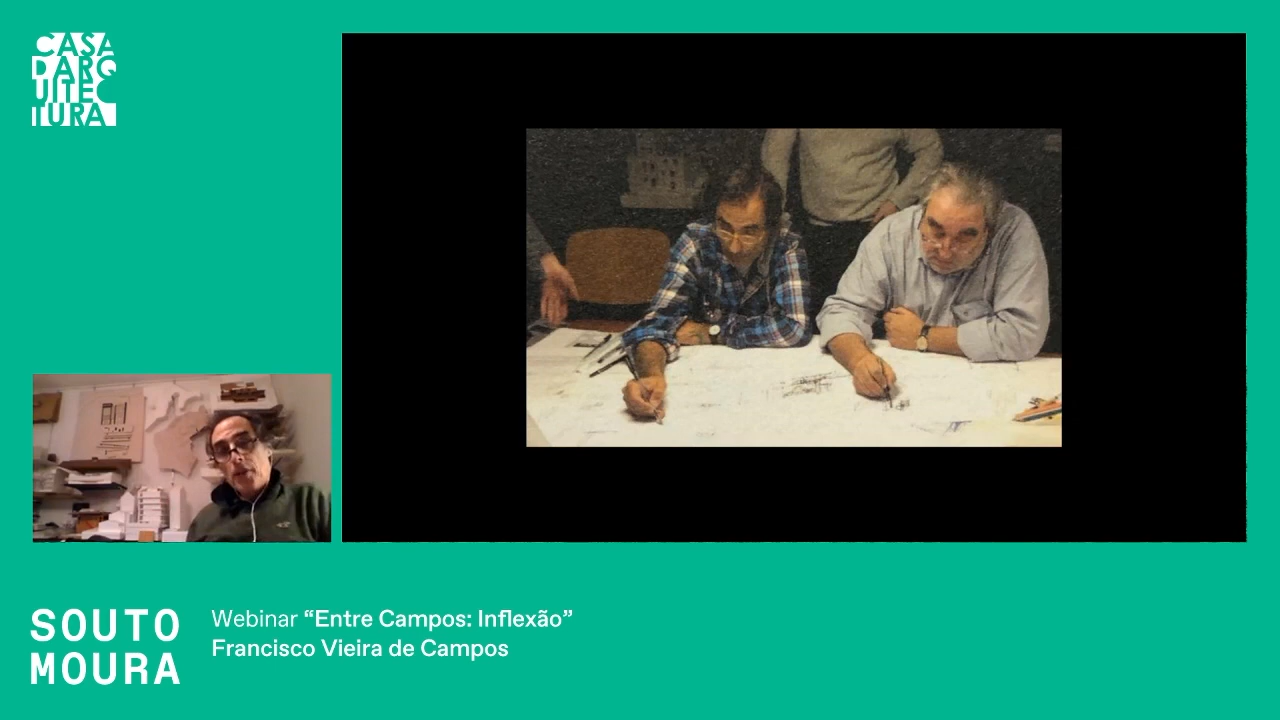 CASA
DARQ
UITEC
TURA
SOUTO
MOURA
Webinar “Entre Campos: Inflexão”
Francisco Vieira de Campos